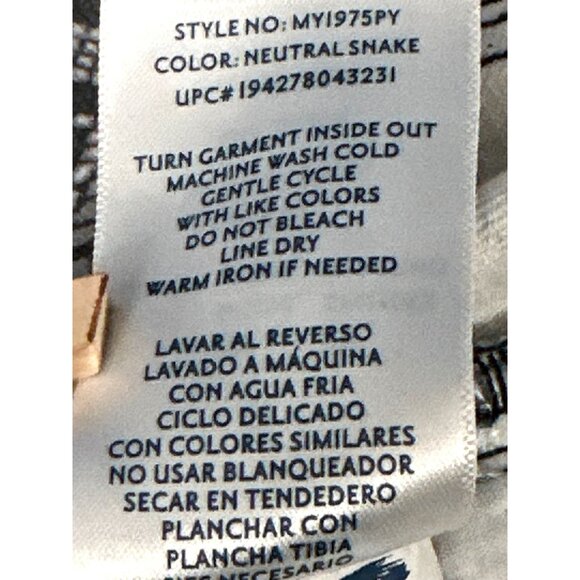 STYLE NO: MY1975PY
COLOR: NEUTRAL SNAKE
UPC# 194278043231
TURN GARMENT INSIDE OUT
MACHINE WASH COLD
GENTLE CYCLE
WITH LIKE COLORS
DO NOT BLEACH
LINE DRY
WARM IRON IF NEEDED
LAVAR AL REVERSO
LAVADO A MÁQUINA
CON AGUA FRIA
CICLO DELICADO
CON COLORES SIMILARES
NO USAR BLANQUEADOR
SECAR EN TENDEDERO
PLANCHAR CON
PLANCHA TIBIA
NECESARIO